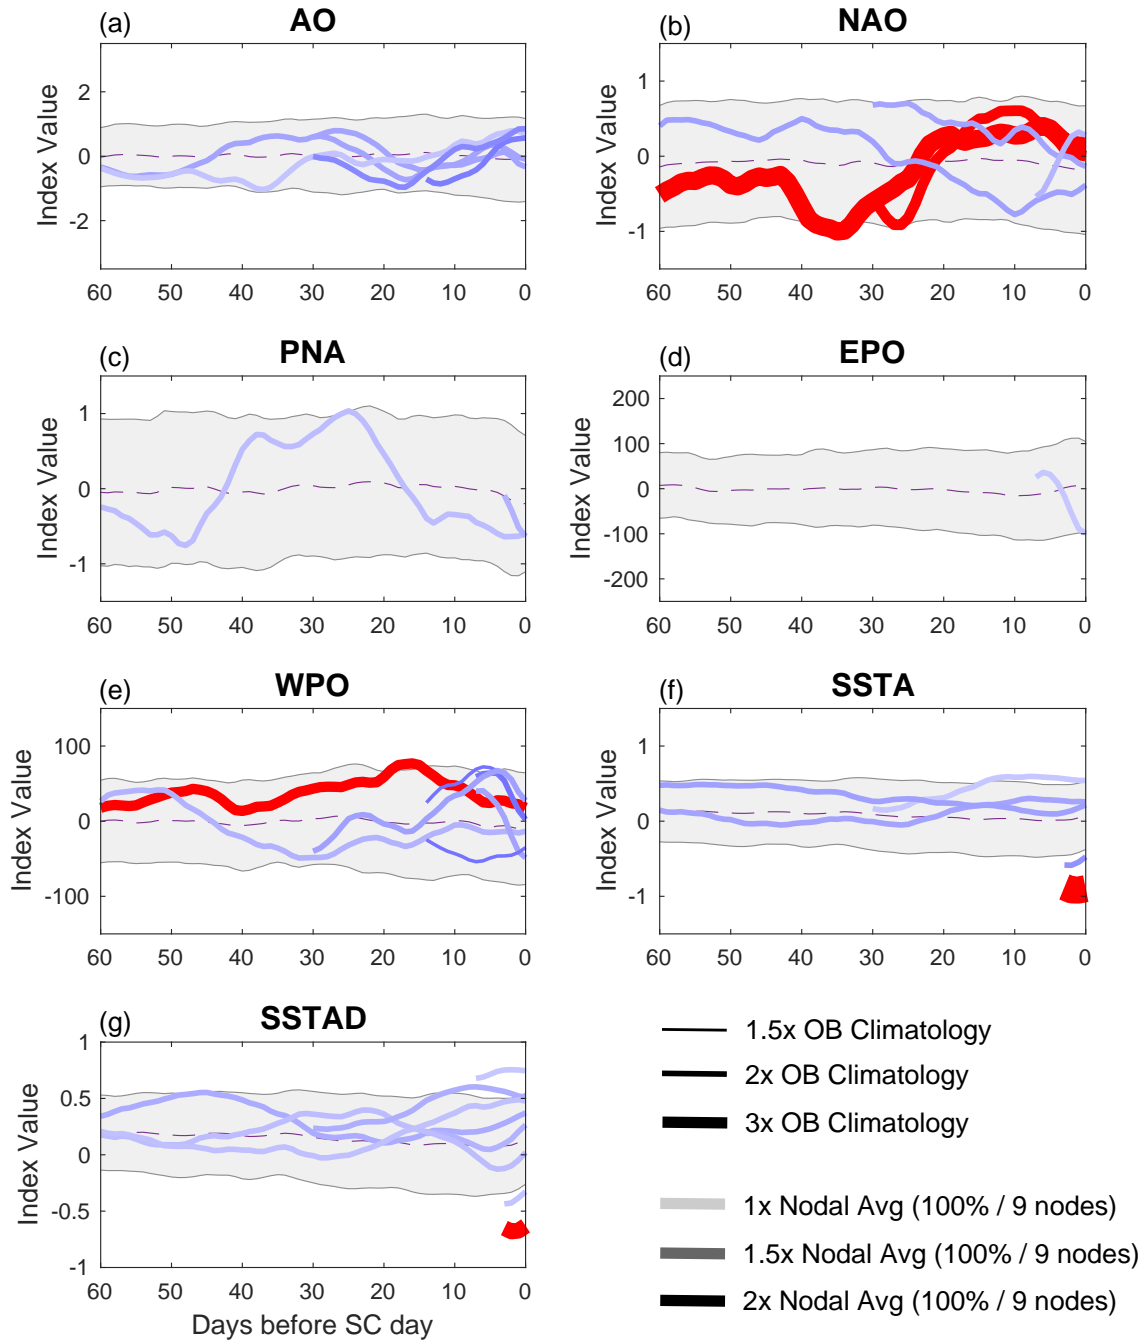 (a) AO
Index Value
2
0
-2
60 50 40 30 20 10 0
(b) NAO
Index Value
1
0
-1
60 50 40 30 20 10 0
(c) PNA
Index Value
1
0
-1
60 50 40 30 20 10 0
(d) EPO
Index Value
200
100
0
-100
-200
60 50 40 30 20 10 0
(e) WPO
Index Value
100
0
-100
60 50 40 30 20 10 0
(f) SSTA
Index Value
1
0
-1
60 50 40 30 20 10 0
(g) SSTAD
Index Value
1
0.5
0
-0.5
-1
60 50 40 30 20 10 0
Days before SC day
1.5x OB Climatology
2x OB Climatology
3x OB Climatology
1x Nodal Avg (100% / 9 nodes)
1.5x Nodal Avg (100% / 9 nodes)
2x Nodal Avg (100% / 9 nodes)